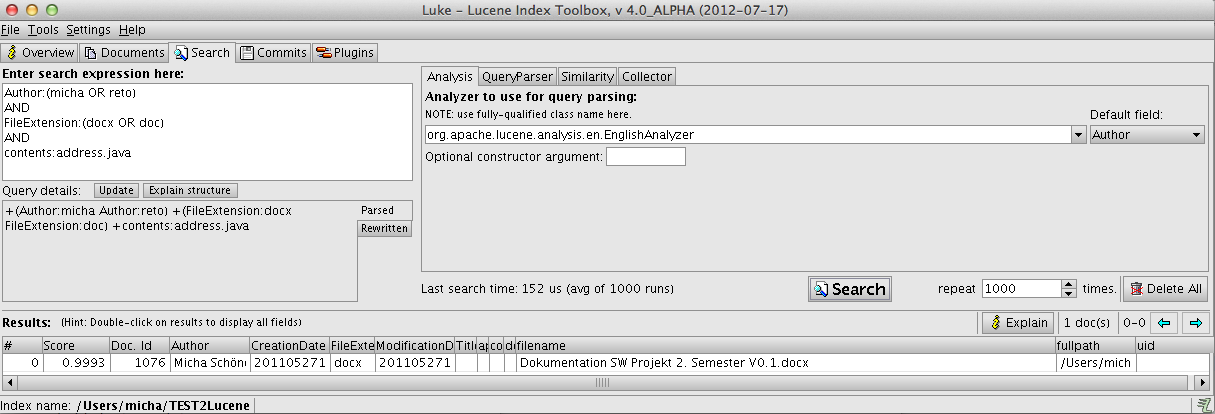 Luke – Lucene Index Toolbox, v 4.0_ALPHA (2012-07-17)
File Tools Settings Help
Overview Documents Search Commits Plugins
Enter search expression here:
Author:(micha OR reto)
AND
FileExtension:(docx OR doc)
AND
contents:address.java
Query details: Update Explain structure
+(Author:micha Author:reto) +(FileExtension:docx
FileExtension:doc) +contents:address.java
Parsed
Rewritten
Analysis QueryParser Similarity Collector
Analyzer to use for query parsing:
NOTE: use fully-qualified class name here.
Default field:
org.apache.lucene.analysis.en.EnglishAnalyzer
Author
Optional constructor argument:
Last search time: 152 us (avg of 1000 runs)
Search
repeat 1000 times.
Delete All
Results: (Hint: Double-click on results to display all fields)
Explain 1 doc(s) 0-0
# Score Doc. Id Author CreationDate FileExte ModificationD Title ap co de filename fullpath uid
0 0.9993 1076 Micha Schöne 201105271 docx 201105271 Dokumentation SW Projekt 2. Semester V0.1.docx /Users/mich
Index name: /Users/micha/TEST2Lucene